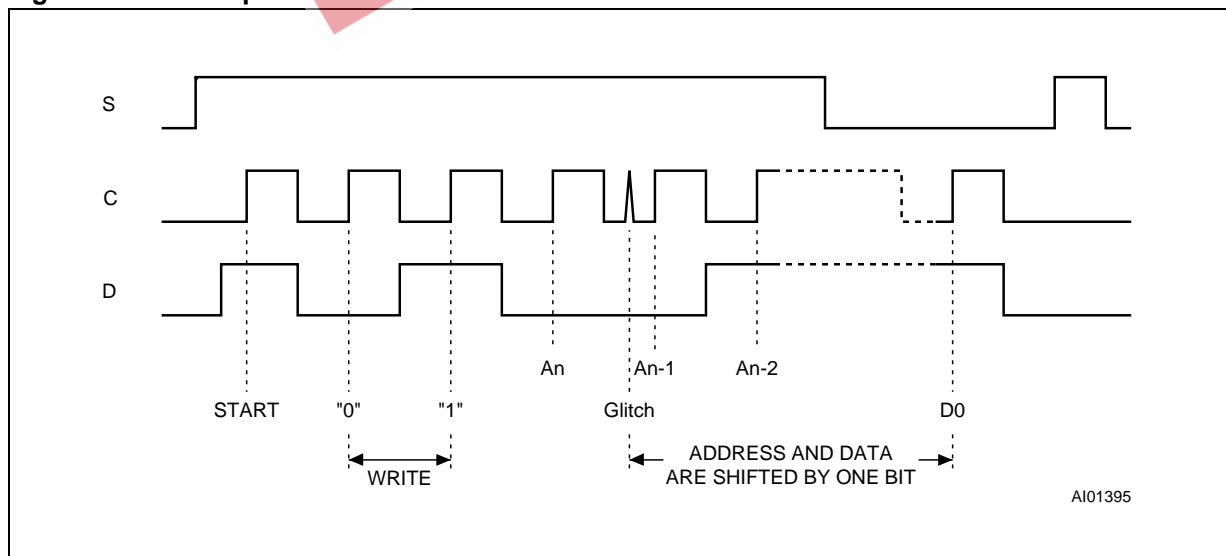 S
C
D
An An-1 An-2
START "0" "1" Glitch D0
WRITE
ADDRESS AND DATA
ARE SHIFTED BY ONE BIT
AI01395